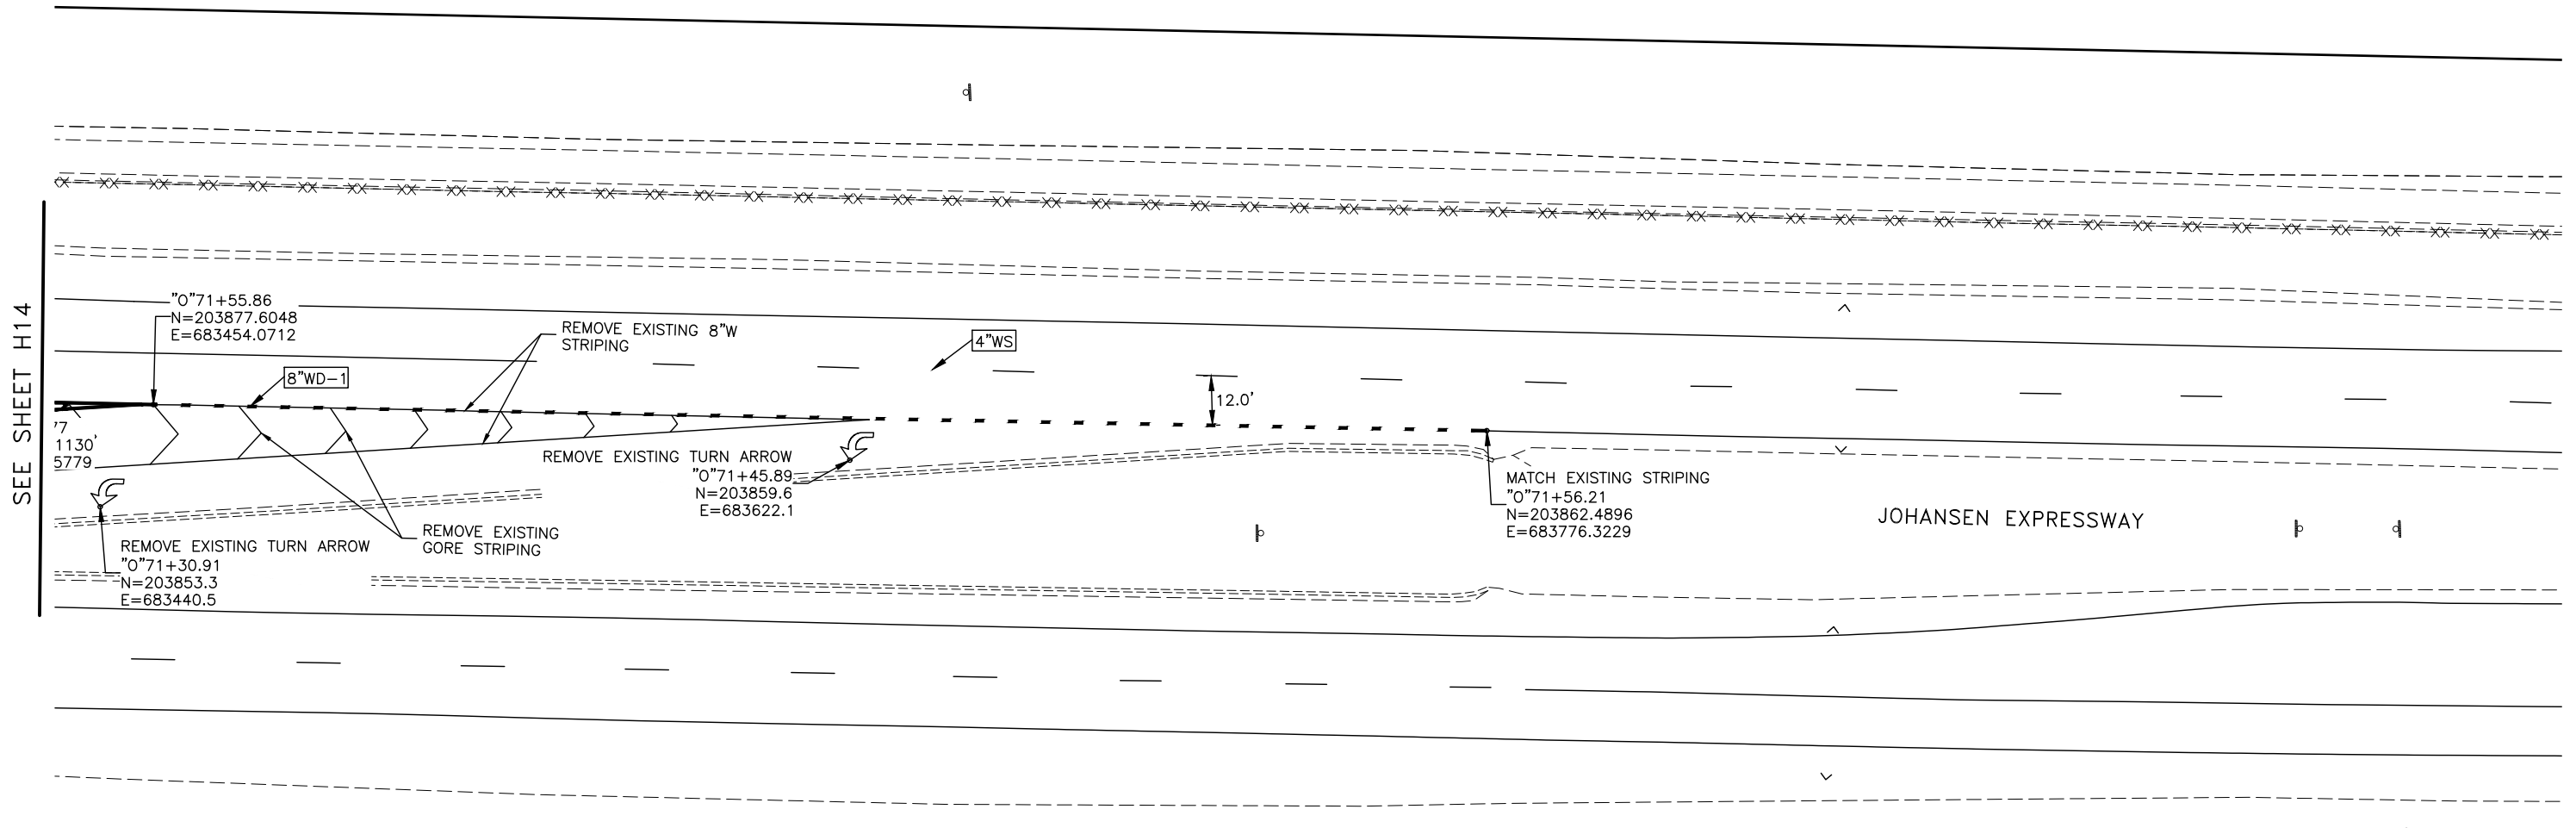 SEE SHEET H14
"O"71+55.86
N=203877.6048
E=683454.0712
8"WD-1
REMOVE EXISTING 8"W
STRIPING
4"WS
12.0'
1130'
5779
REMOVE EXISTING TURN ARROW
"O"71+45.89
N=203859.6
E=683622.1
MATCH EXISTING STRIPING
"O"71+56.21
N=203862.4896
E=683776.3229
JOHANSEN EXPRESSWAY
REMOVE EXISTING
GORE STRIPING
REMOVE EXISTING TURN ARROW
"O"71+30.91
N=203853.3
E=683440.5